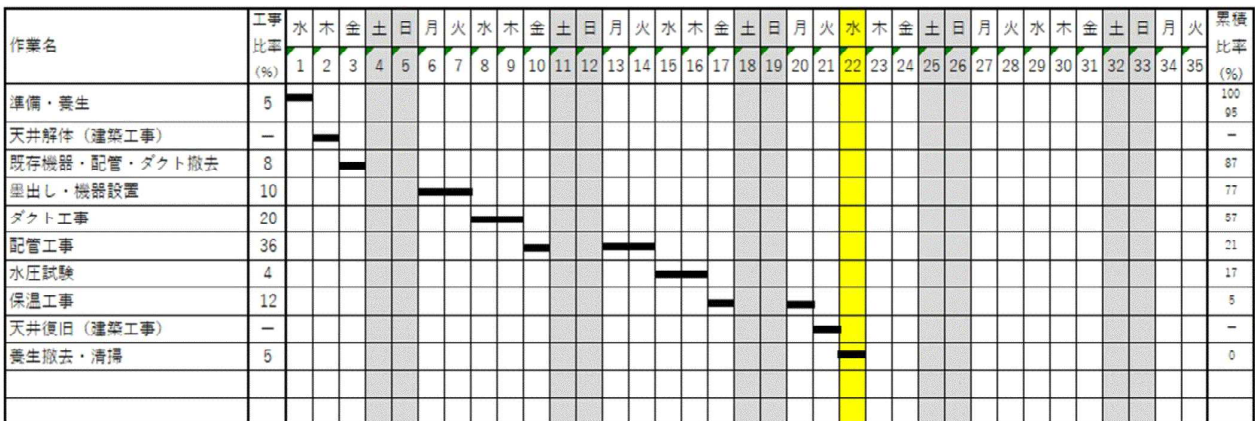 作業名 工事比率(%) 水 木 金 土 日 月 火 水 木 金 土 日 月 火 水 木 金 土 日 月 火 水 木 金 土 日 月 火 水 木 金 土 日 月 火 累積比率(%)
1 2 3 4 5 6 7 8 9 10 11 12 13 14 15 16 17 18 19 20 21 22 23 24 25 26 27 28 29 30 31 32 33 34 35
準備・養生 5 100 95
天井解体（建築工事） － －
既存機器・配管・ダクト撤去 8 87
墨出し・機器設置 10 77
ダクト工事 20 57
配管工事 36 21
水圧試験 4 17
保温工事 12 5
天井復旧（建築工事） － －
養生撤去・清掃 5 0